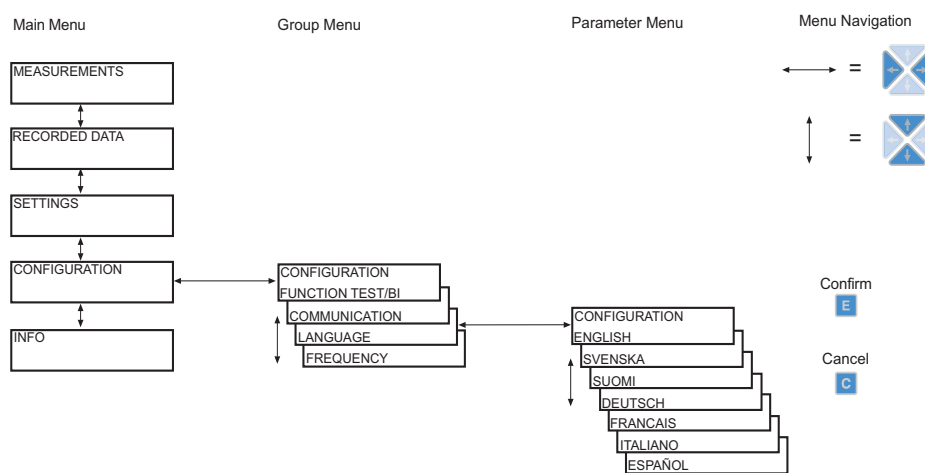 Main Menu
Group Menu
Parameter Menu
Menu Navigation
MEASUREMENTS
RECORDED DATA
SETTINGS
CONFIGURATION
INFO
CONFIGURATION
FUNCTION TEST/BI
COMMUNICATION
LANGUAGE
FREQUENCY
CONFIGURATION
ENGLISH
SVENSKA
SUOMI
DEUTSCH
FRANCAIS
ITALIANO
ESPAÑOL
=
=
Confirm
E
Cancel
C